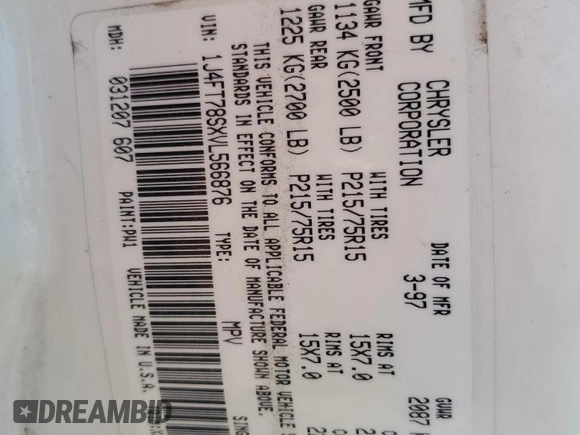 MFD BY CHRYSLER CORPORATION DATE OF MFR 3-97 GVWR
2087 K
GAWR FRONT WITH TIRES RIMS AT
1134 KG(2500 LB) P215/75R15 15X7.0
GAWR REAR WITH TIRES RIMS AT
1225 KG(2700 LB) P215/75R15 15X7.0
THIS VEHICLE CONFORMS TO ALL APPLICABLE FEDERAL MOTOR VEHICLE
STANDARDS IN EFFECT ON THE DATE OF MANUFACTURE SHOWN ABOVE.
VIN: 1J4FT78SXVL566876 TYPE: MPV
MDH: 031207 607 PAINT:PW1 VEHICLE MADE IN U.S.A.
DREAMBID